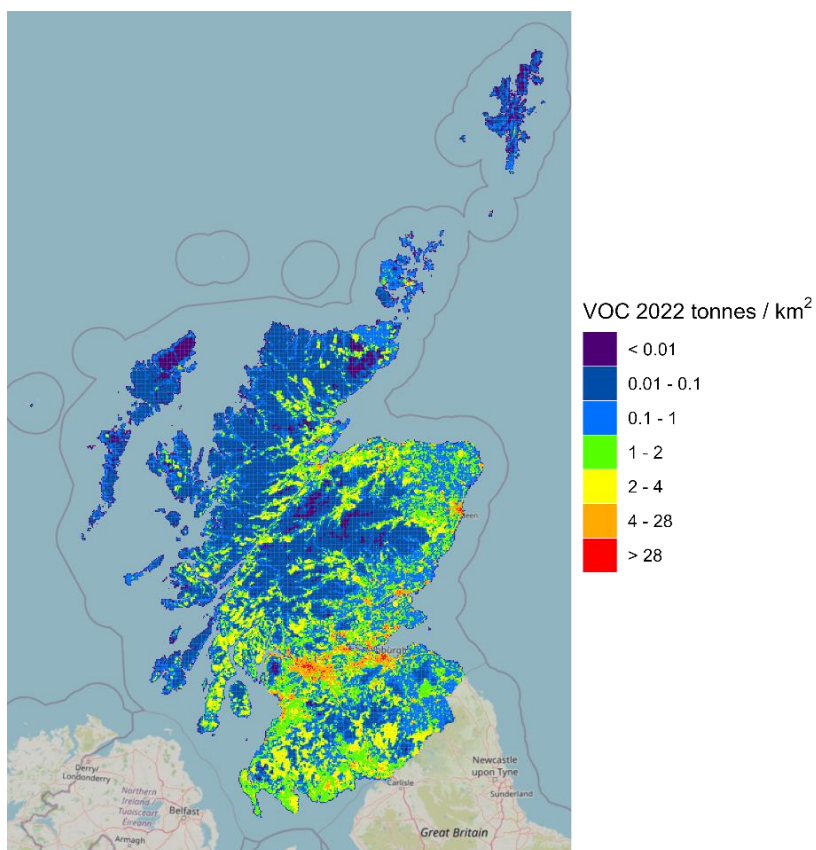 VOC 2022 tonnes / km²
< 0.01
0.01 - 0.1
0.1 - 1
1 - 2
2 - 4
4 - 28
> 28
Derry/
Londonderry
Northern
Ireland /
Tuaisceart
Éireann
Belfast
Armagh
Carlisle
Newcastle
upon Tyne
Sunderland
Great Britain